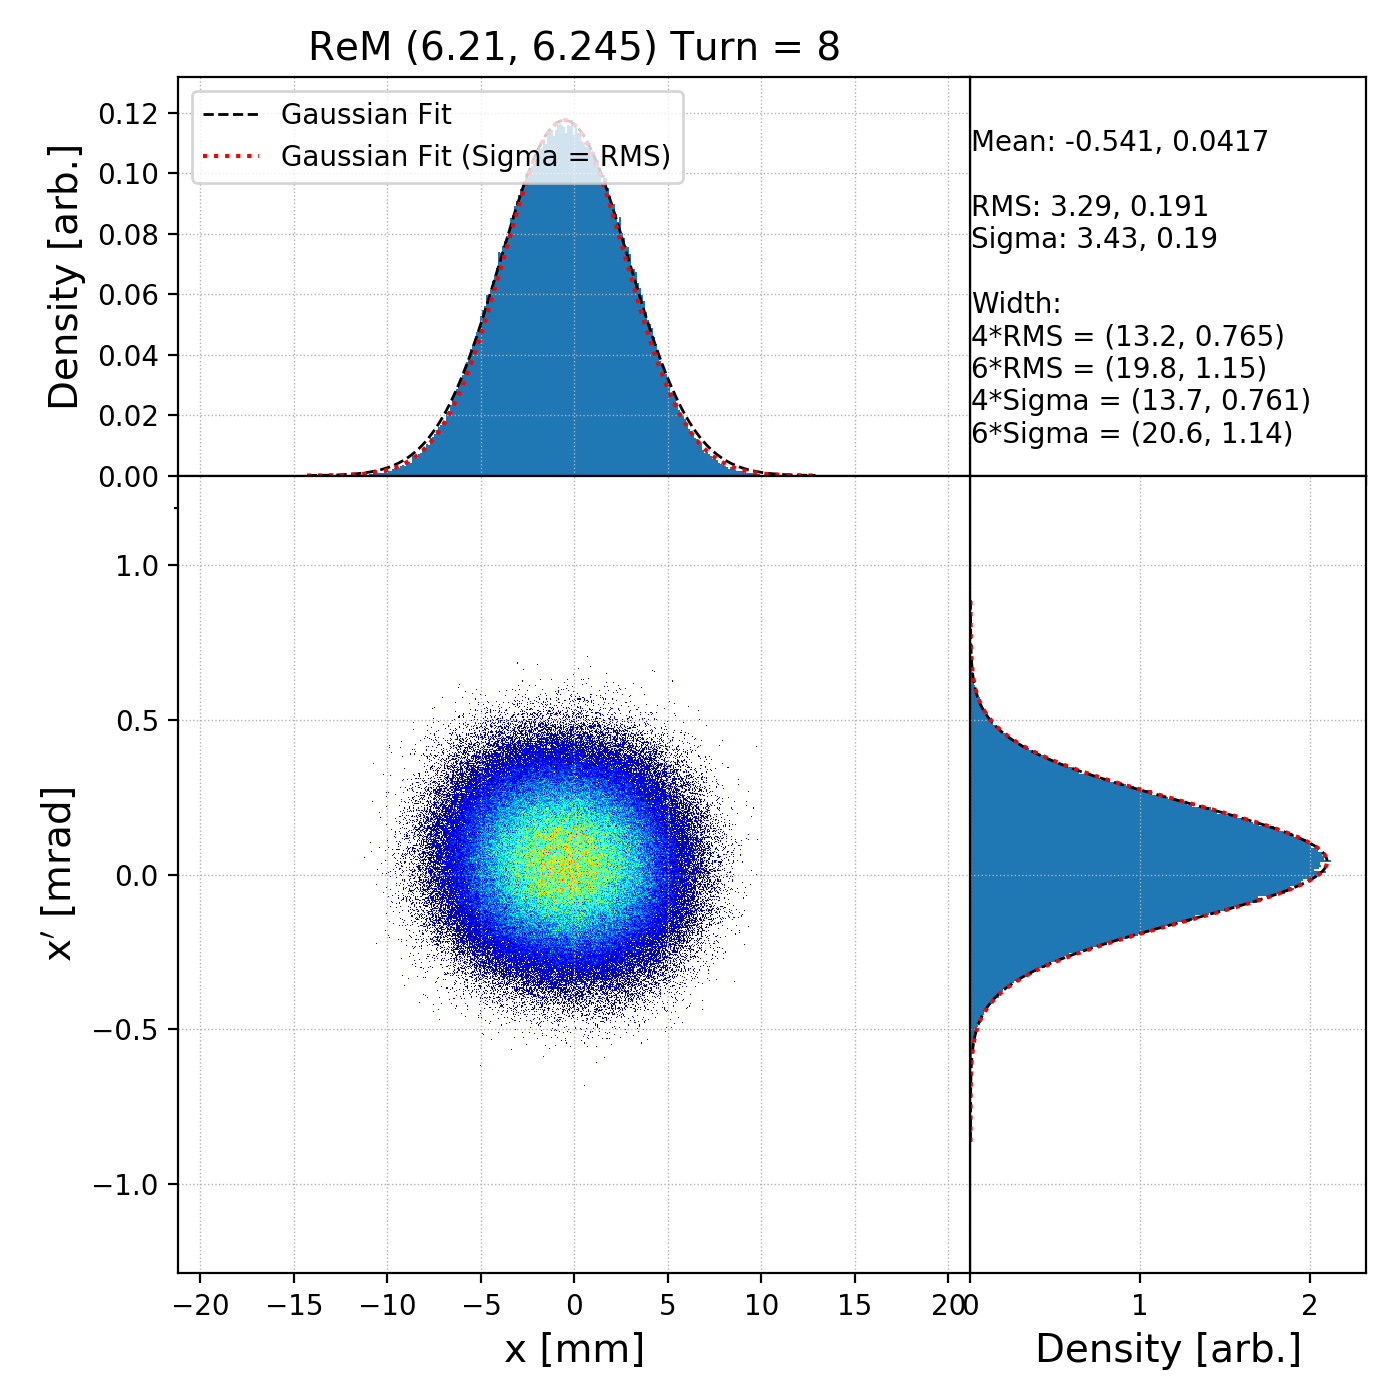 ReM (6.21, 6.245) Turn = 8
Gaussian Fit
Gaussian Fit (Sigma = RMS)
Density [arb.]
0.12
0.10
0.08
0.06
0.04
0.02
0.00
Mean: -0.541, 0.0417
RMS: 3.29, 0.191
Sigma: 3.43, 0.19
Width:
4*RMS = (13.2, 0.765)
6*RMS = (19.8, 1.15)
4*Sigma = (13.7, 0.761)
6*Sigma = (20.6, 1.14)
x′ [mrad]
1.0
0.5
0.0
−0.5
−1.0
−20 −15 −10 −5 0 5 10 15 20
x [mm]
0 1 2
Density [arb.]